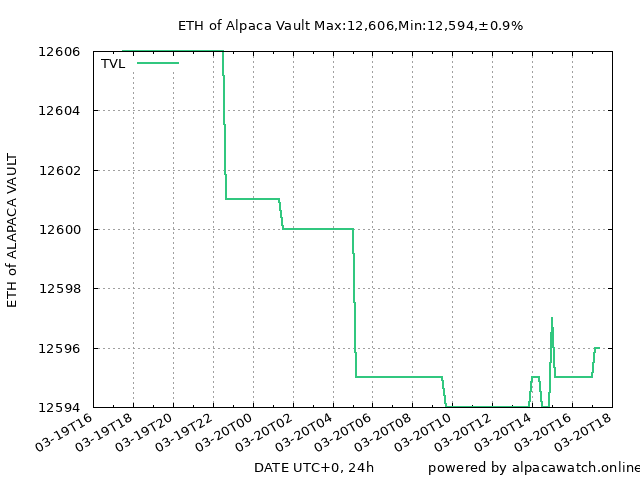 ETH of Alpaca Vault Max:12,606,Min:12,594,±0.9%
12606
TVL
12604
12602
12600
12598
12596
12594
ETH of ALAPACA VAULT
03-19T16
03-19T18
03-19T20
03-19T22
03-20T00
03-20T02
03-20T04
03-20T06
03-20T08
03-20T10
03-20T12
03-20T14
03-20T16
03-20T18
DATE UTC+0, 24h
powered by alpacawatch.online